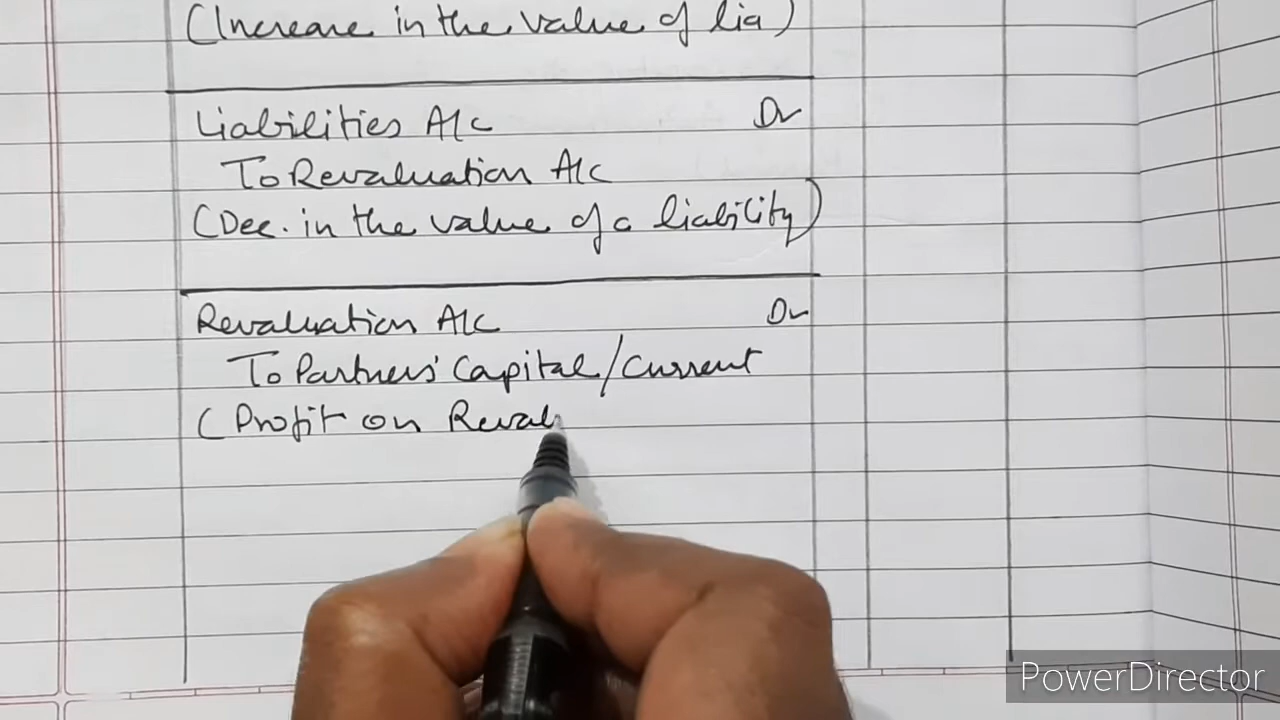 (Increase in the value of lia)
Liabilities A/c Dr
To Revaluation A/c
(Dec. in the value of a liability)
Revaluation A/c Dr
To Partners' Capital/Current
(Profit on Reval
PowerDirector